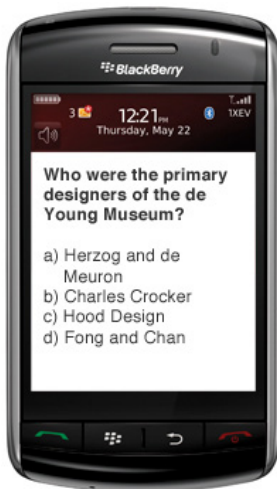 BlackBerry
3
12:21PM
1XEV
Thursday, May 22
Who were the primary
designers of the de
Young Museum?
a) Herzog and de
Meuron
b) Charles Crocker
c) Hood Design
d) Fong and Chan